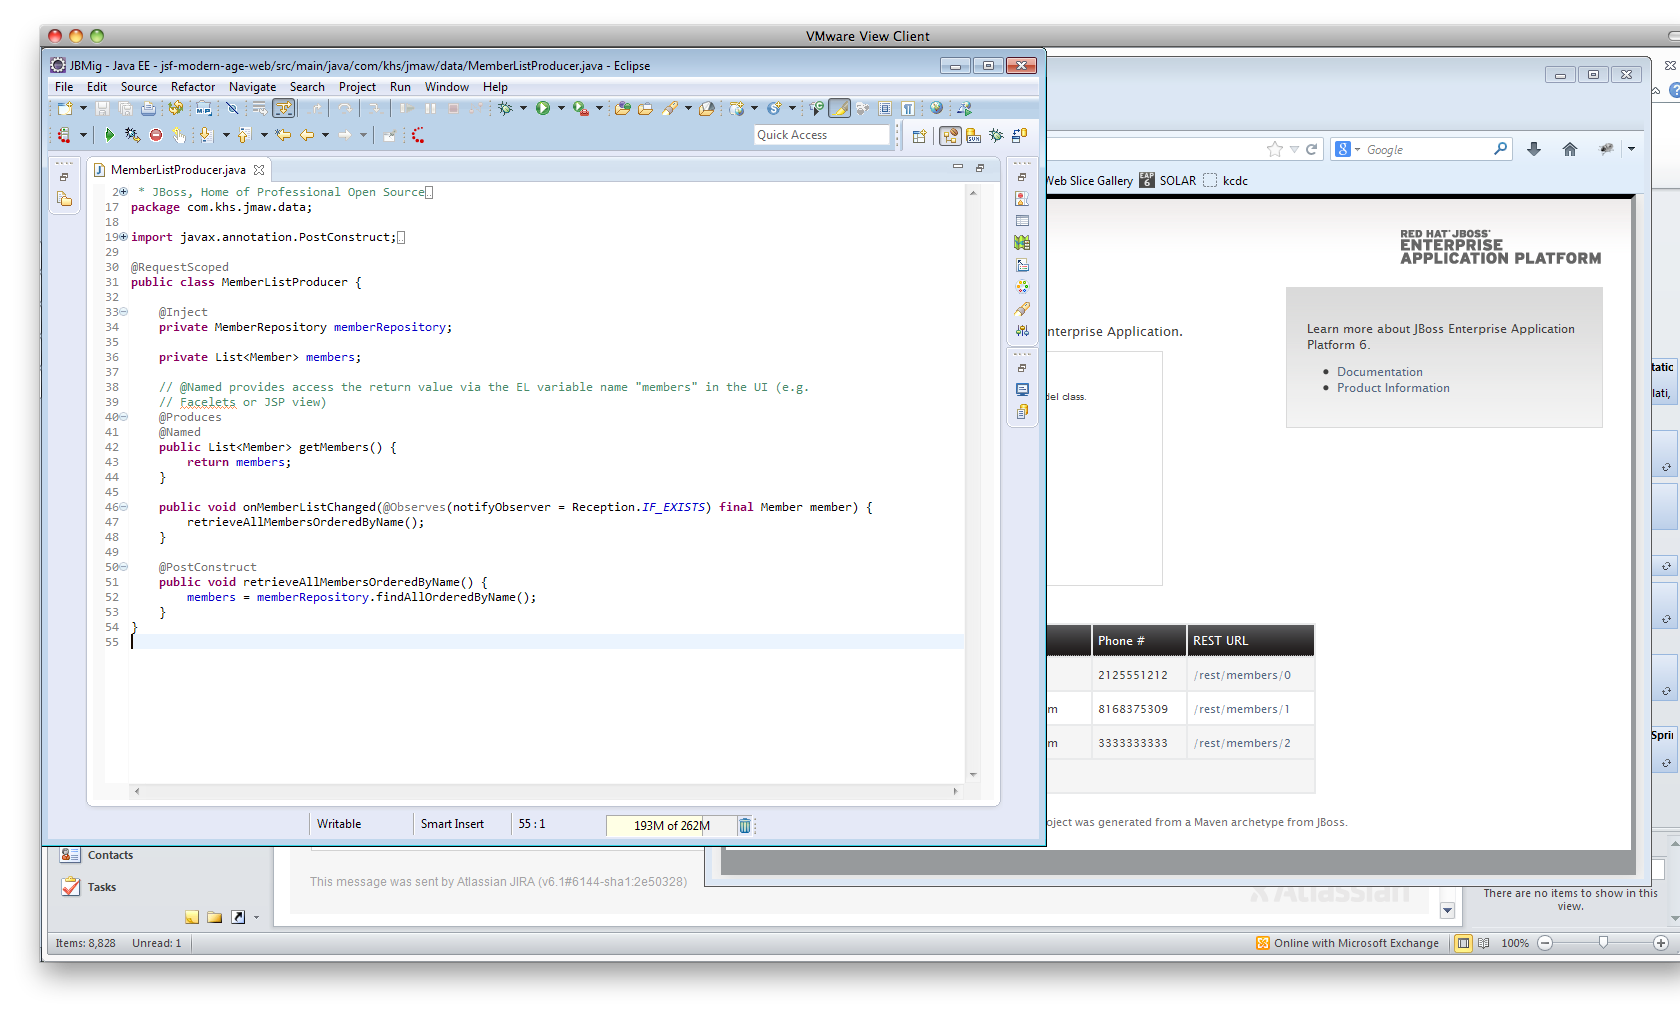 VMware View Client
JBMig - Java EE - jsf-modern-age-web/src/main/java/com/khs/jmaw/data/MemberListProducer.java - Eclipse
File Edit Source Refactor Navigate Search Project Run Window Help
Quick Access
MemberListProducer.java
2 * JBoss, Home of Professional Open Source
17 package com.khs.jmaw.data;
18
19 import javax.annotation.PostConstruct;
29
30 @RequestScoped
31 public class MemberListProducer {
32
33 @Inject
34 private MemberRepository memberRepository;
35
36 private List<Member> members;
37
38 // @Named provides access the return value via the EL variable name "members" in the UI (e.g.
39 // Facelets or JSP view)
40 @Produces
41 @Named
42 public List<Member> getMembers() {
43 return members;
44 }
45
46 public void onMemberListChanged(@Observes(notifyObserver = Reception.IF_EXISTS) final Member member) {
47 retrieveAllMembersOrderedByName();
48 }
49
50 @PostConstruct
51 public void retrieveAllMembersOrderedByName() {
52 members = memberRepository.findAllOrderedByName();
53 }
54 }
55
Writable Smart Insert 55 : 1 193M of 262M
Google
Web Slice Gallery EAP 6 SOLAR kcdc
RED HAT JBOSS
ENTERPRISE
APPLICATION PLATFORM
nterprise Application.
Learn more about JBoss Enterprise Application
Platform 6.
Documentation
Product Information
del class.
Phone # REST URL
2125551212 /rest/members/0
m 8168375309 /rest/members/1
m 3333333333 /rest/members/2
oject was generated from a Maven archetype from JBoss.
tatic
lati,
Sprin
Contacts
Tasks
This message was sent by Atlassian JIRA (v6.1#6144-sha1:2e50328)
Atlassian
There are no items to show in this
view.
Items: 8,828 Unread: 1
Online with Microsoft Exchange 100%